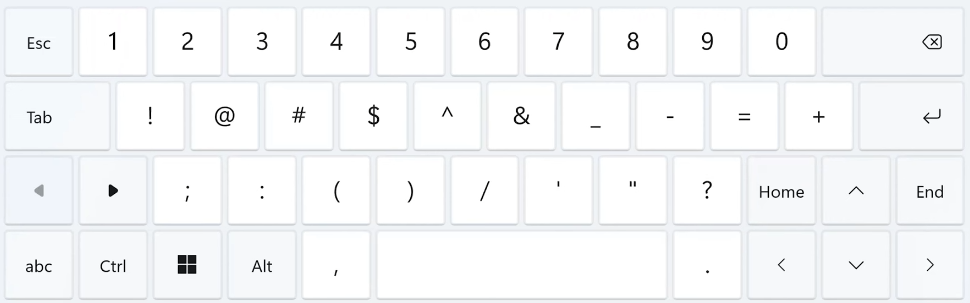 Esc 1 2 3 4 5 6 7 8 9 0
Tab ! @ # $ ^ & _ - = +
; : ( ) / ' " ? Home End
abc Ctrl Alt , .